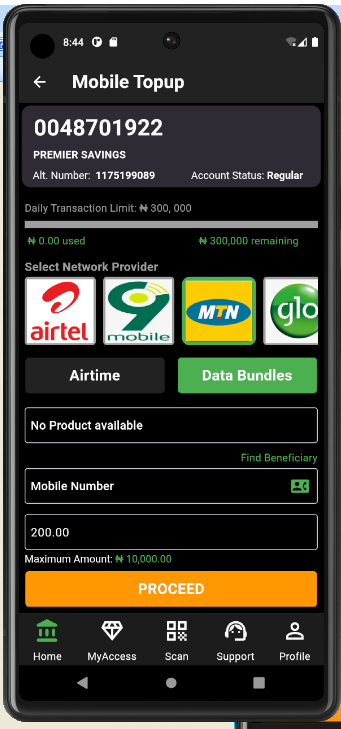 8:44
Mobile Topup
0048701922
PREMIER SAVINGS
Alt. Number: 1175199089 Account Status: Regular
Daily Transaction Limit: ₦ 300, 000
₦ 0.00 used ₦ 300,000 remaining
Select Network Provider
airtel 9 mobile MTN glo
Airtime Data Bundles
No Product available
Find Beneficiary
Mobile Number
200.00
Maximum Amount: ₦ 10,000.00
PROCEED
Home MyAccess Scan Support Profile